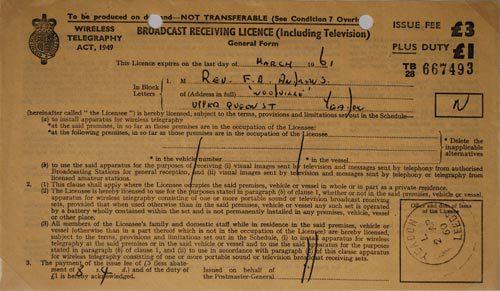 To be produced on demand—NOT TRANSFERABLE (See Condition 7 Overleaf)
WIRELESS TELEGRAPHY ACT, 1949
BROADCAST RECEIVING LICENCE (Including Television)
General Form
ISSUE FEE £3
PLUS DUTY £1
TB 28 667493
This Licence expires on the last day of MARCH 1961
In Block Letters
1. M REV. F. A.
of (Address in full) "WOODVILLE"
UPPER QUEEN ST YEADON
N
(hereinafter called "the Licensee") is hereby licensed, subject to the terms, provisions and limitations set out in the Schedule—
(a) to install apparatus for wireless telegraphy
*at the said premises, in so far as those premises are in the occupation of the Licensee:
*at the following premises, in so far as those premises are in the occupation of the Licensee:
* Delete the inapplicable alternatives
* in the vehicle number
* in the vessel
(b) to use the said apparatus for the purposes of receiving (i) visual images sent by television and messages sent by telephony from authorised
Broadcasting Stations for general reception, and (ii) visual images sent by television and messages sent by telephony or telegraphy from
licensed amateur stations.
2. (1) This clause shall apply where the Licensee occupies the said premises, vehicle or vessel in whole or in part as a private residence.
(2) The Licensee is hereby licensed to use for the purposes stated in paragraph (b) of clause 1, whether or not in the said premises, vehicle or vessel,
apparatus for wireless telegraphy consisting of one or more portable sound or television broadcast receiving
sets, provided that when used otherwise than in the said premises, vehicle or vessel any such set is operated by
a battery wholly contained within the set and is not permanently installed in any premises, vehicle, vessel
or other place.
(3) All members of the Licensee's family and domestic staff while in residence in the said premises, vehicle or
vessel (otherwise than in a part thereof which is in the occupation of some other person) are hereby licensed,
subject to the terms, provisions and limitations set out in the Schedule, (i) to install apparatus for wireless
telegraphy at the said premises or in the said vehicle and vessel and to use the said apparatus for the purposes
stated in paragraph (b) of clause 1, and (ii) to use in accordance with paragraph (2) of this clause apparatus
for wireless telegraphy consisting of one or more portable sound or television broadcast receiving sets.
3. The payment of the issue fee of £3 (less abatement
of s. d.) and of the duty of
£1 is hereby acknowledged.
Issued on behalf of
the Postmaster-General
Office and date of Issue of the Licence
YEADON
LEEDS